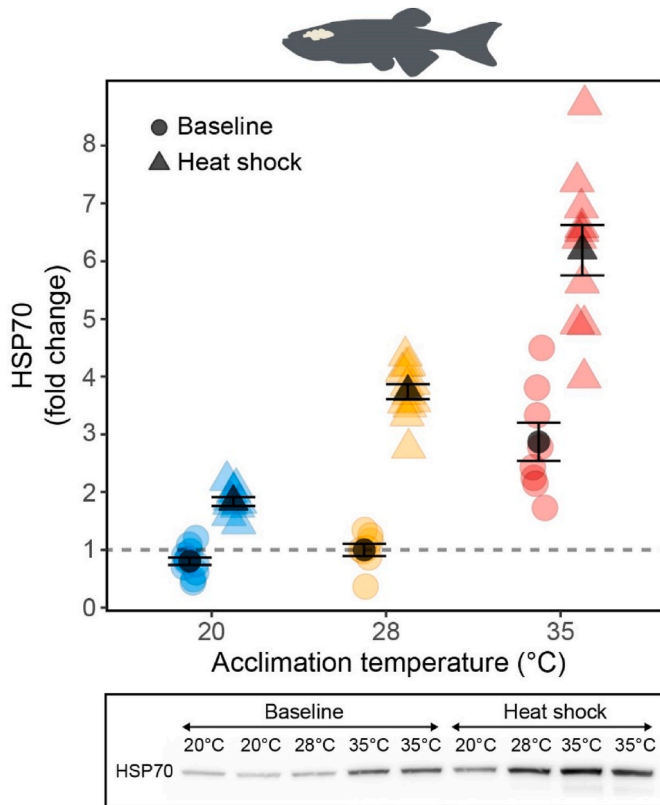 8
7
6
5
4
3
2
1
0
HSP70
(fold change)
Baseline
Heat shock
20 28 35
Acclimation temperature (°C)
Baseline Heat shock
20°C 20°C 28°C 35°C 35°C 20°C 28°C 35°C 35°C
HSP70